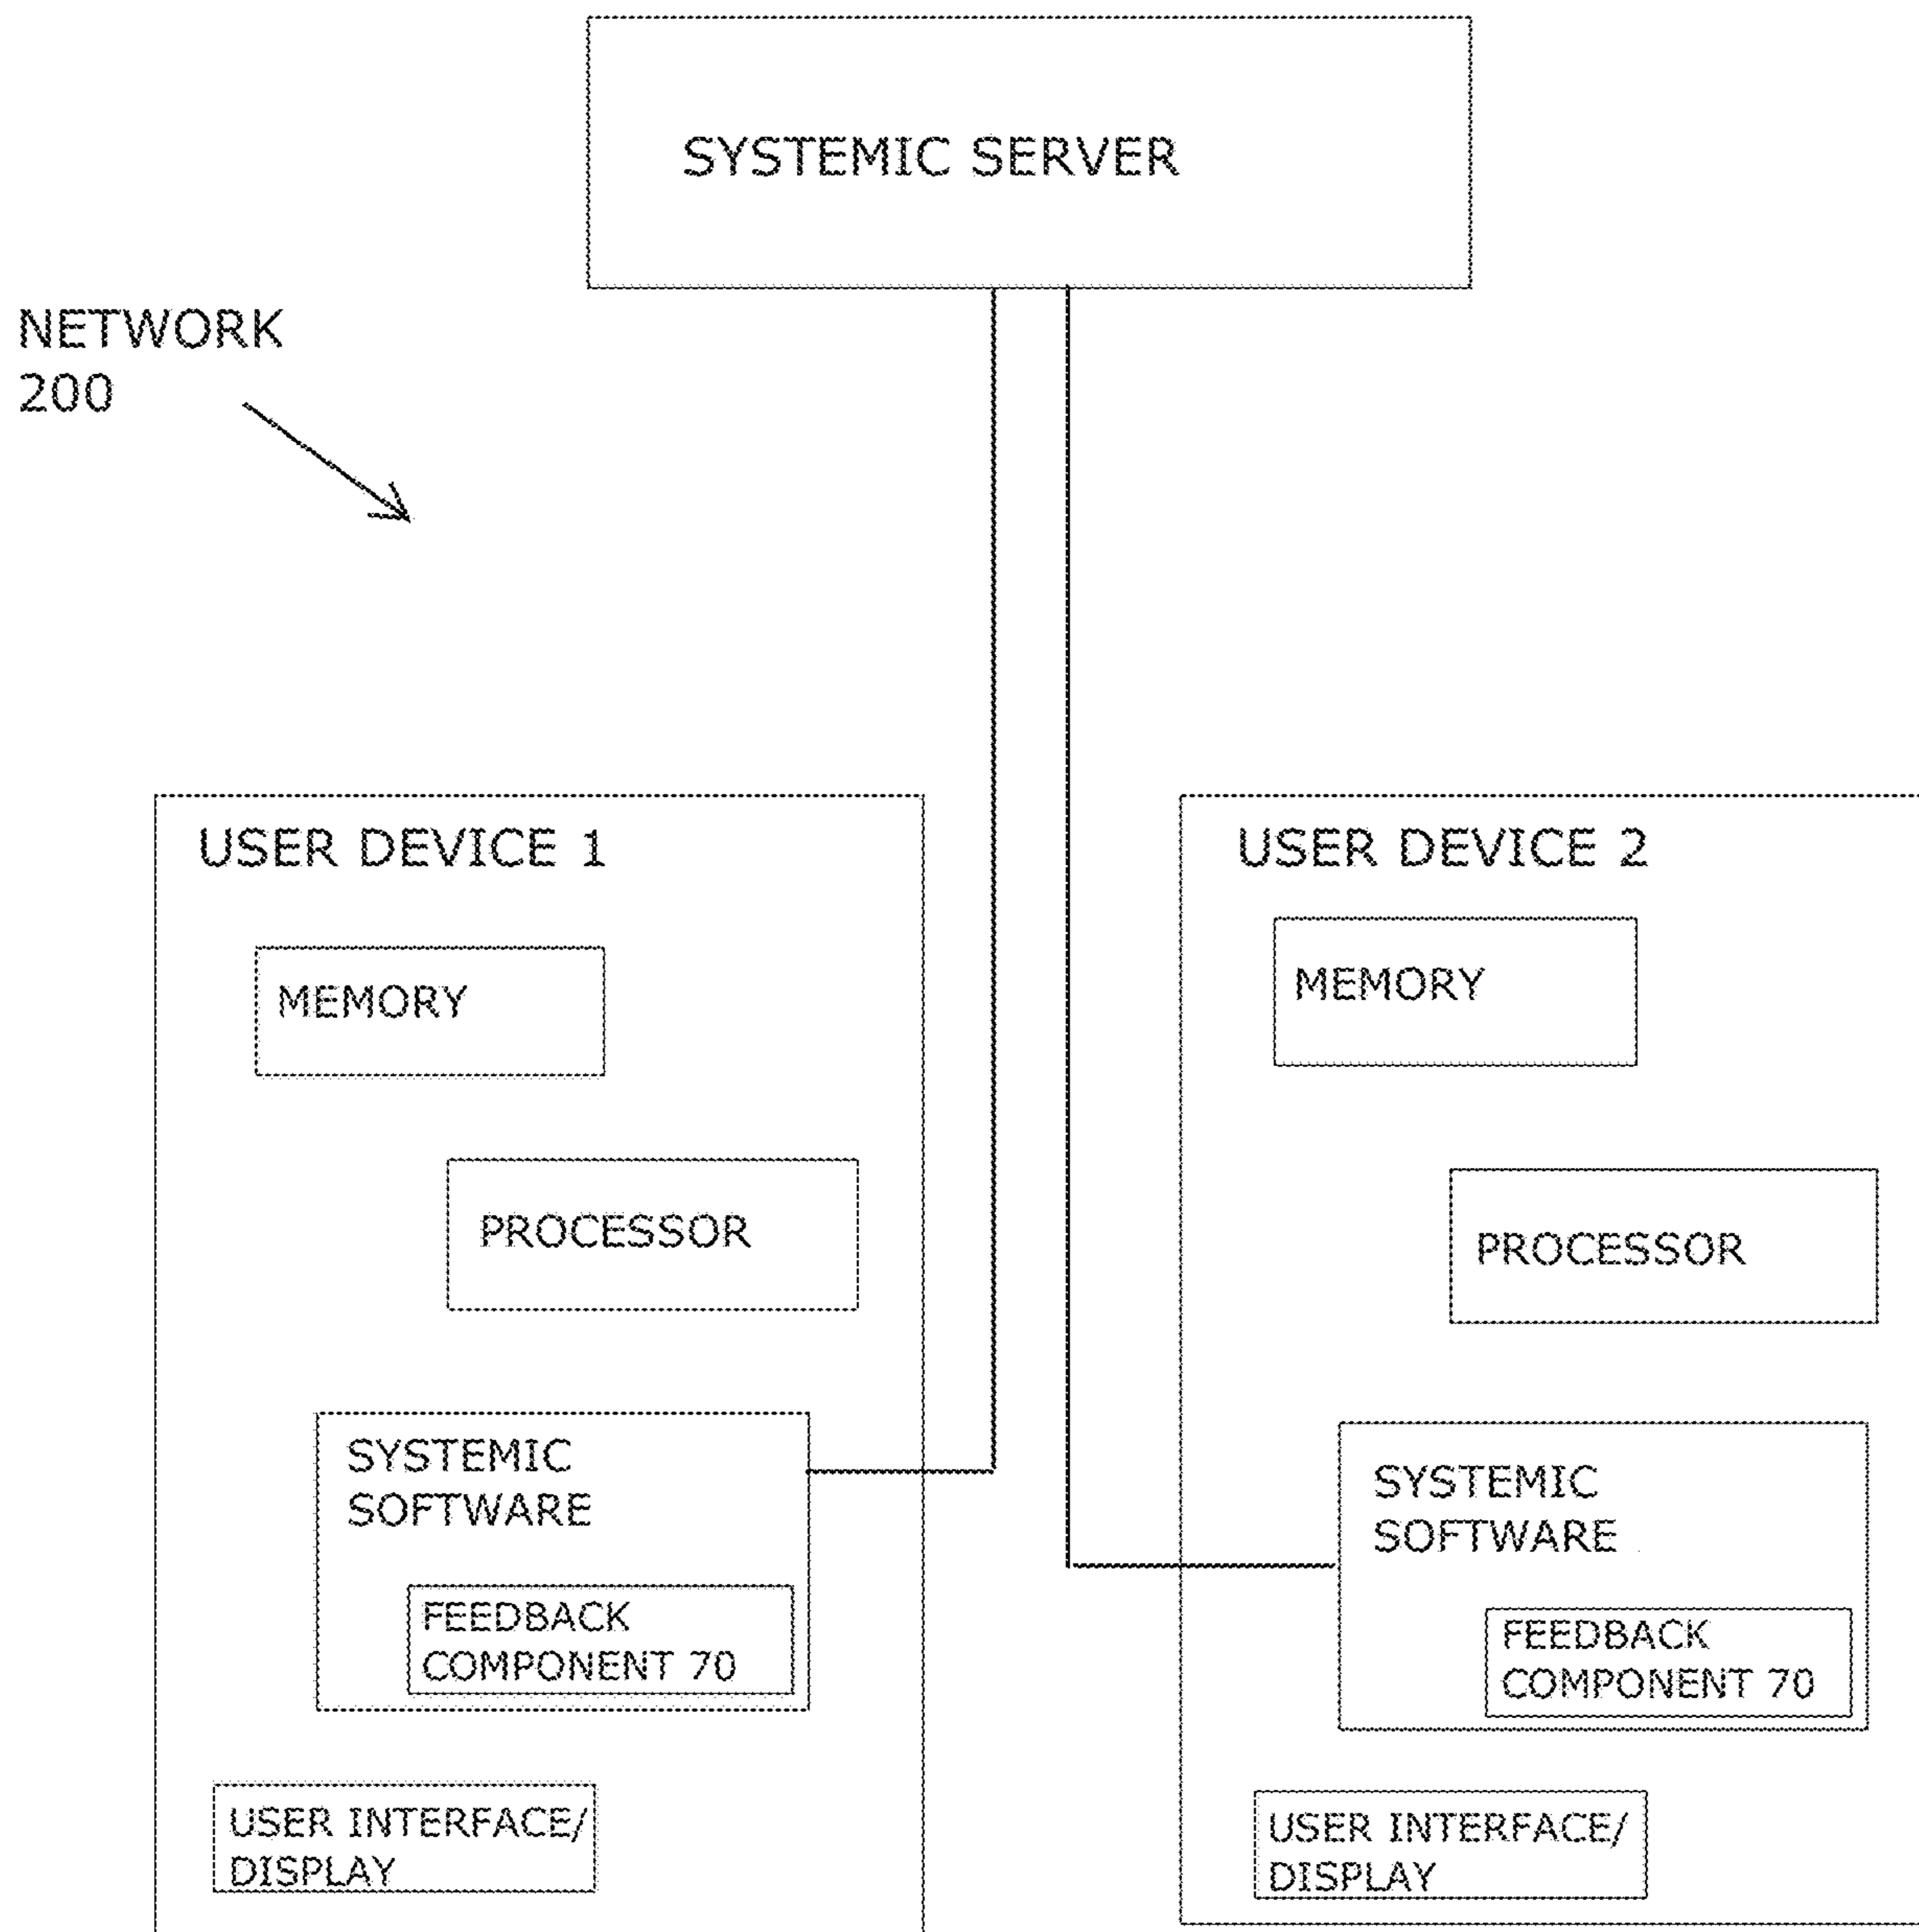 SYSTEMIC SERVER
NETWORK
200
USER DEVICE 1
MEMORY
PROCESSOR
SYSTEMIC
SOFTWARE
FEEDBACK
COMPONENT 70
USER INTERFACE/
DISPLAY
USER DEVICE 2
MEMORY
PROCESSOR
SYSTEMIC
SOFTWARE
FEEDBACK
COMPONENT 70
USER INTERFACE/
DISPLAY